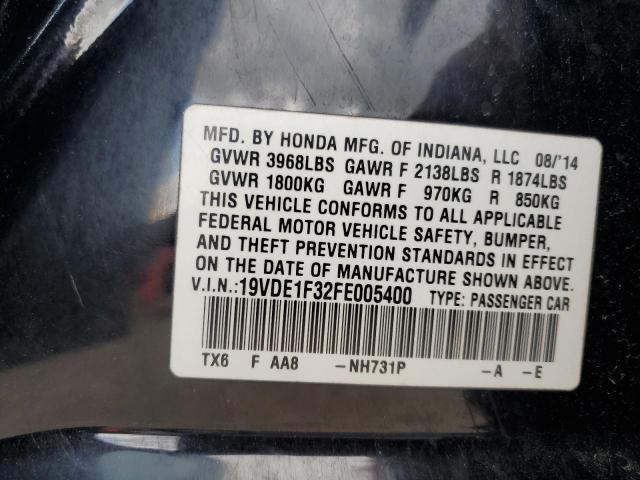 MFD. BY HONDA MFG. OF INDIANA, LLC 08/'14
GVWR 3968LBS GAWR F 2138LBS R 1874LBS
GVWR 1800KG GAWR F 970KG R 850KG
THIS VEHICLE CONFORMS TO ALL APPLICABLE
FEDERAL MOTOR VEHICLE SAFETY, BUMPER,
AND THEFT PREVENTION STANDARDS IN EFFECT
ON THE DATE OF MANUFACTURE SHOWN ABOVE.
V.I.N.:19VDE1F32FE005400 TYPE: PASSENGER CAR
TX6 F AA8 -NH731P -A -E